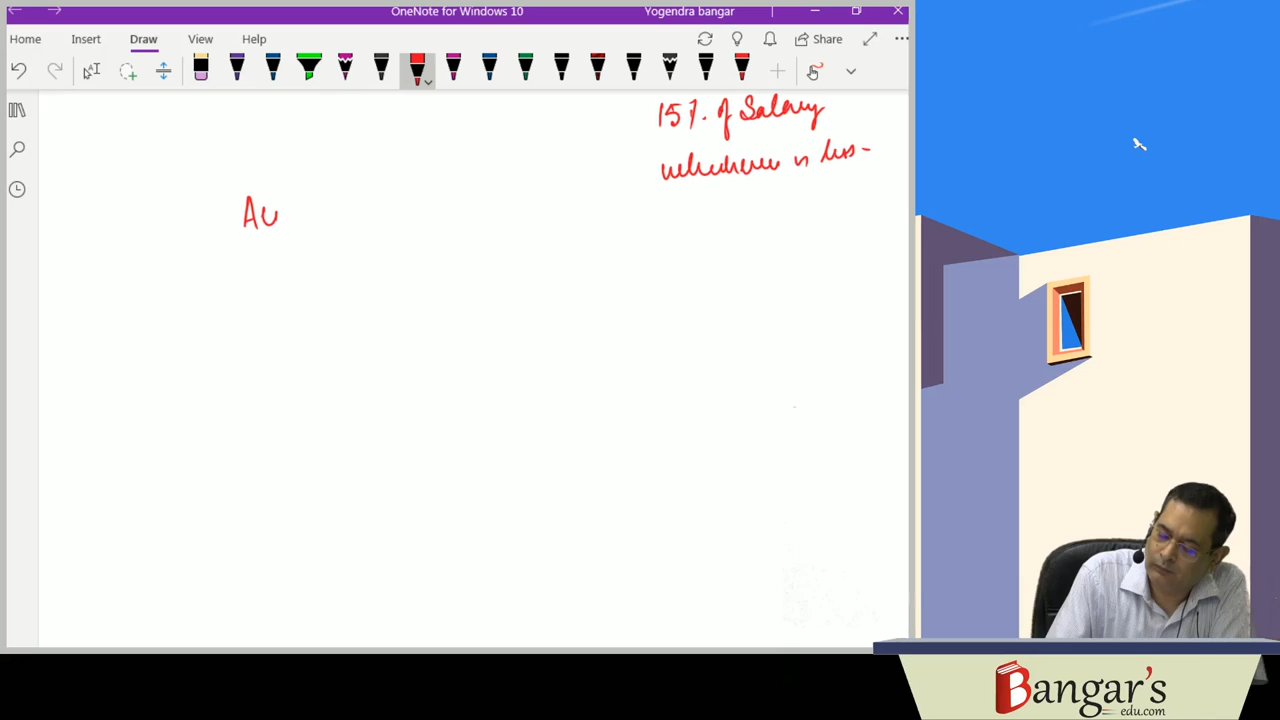 OneNote for Windows 10
Yogendra bangar
Home Insert Draw View Help
Share
15%. of Salary
whichever is less -
Au
Bangar's
edu.com